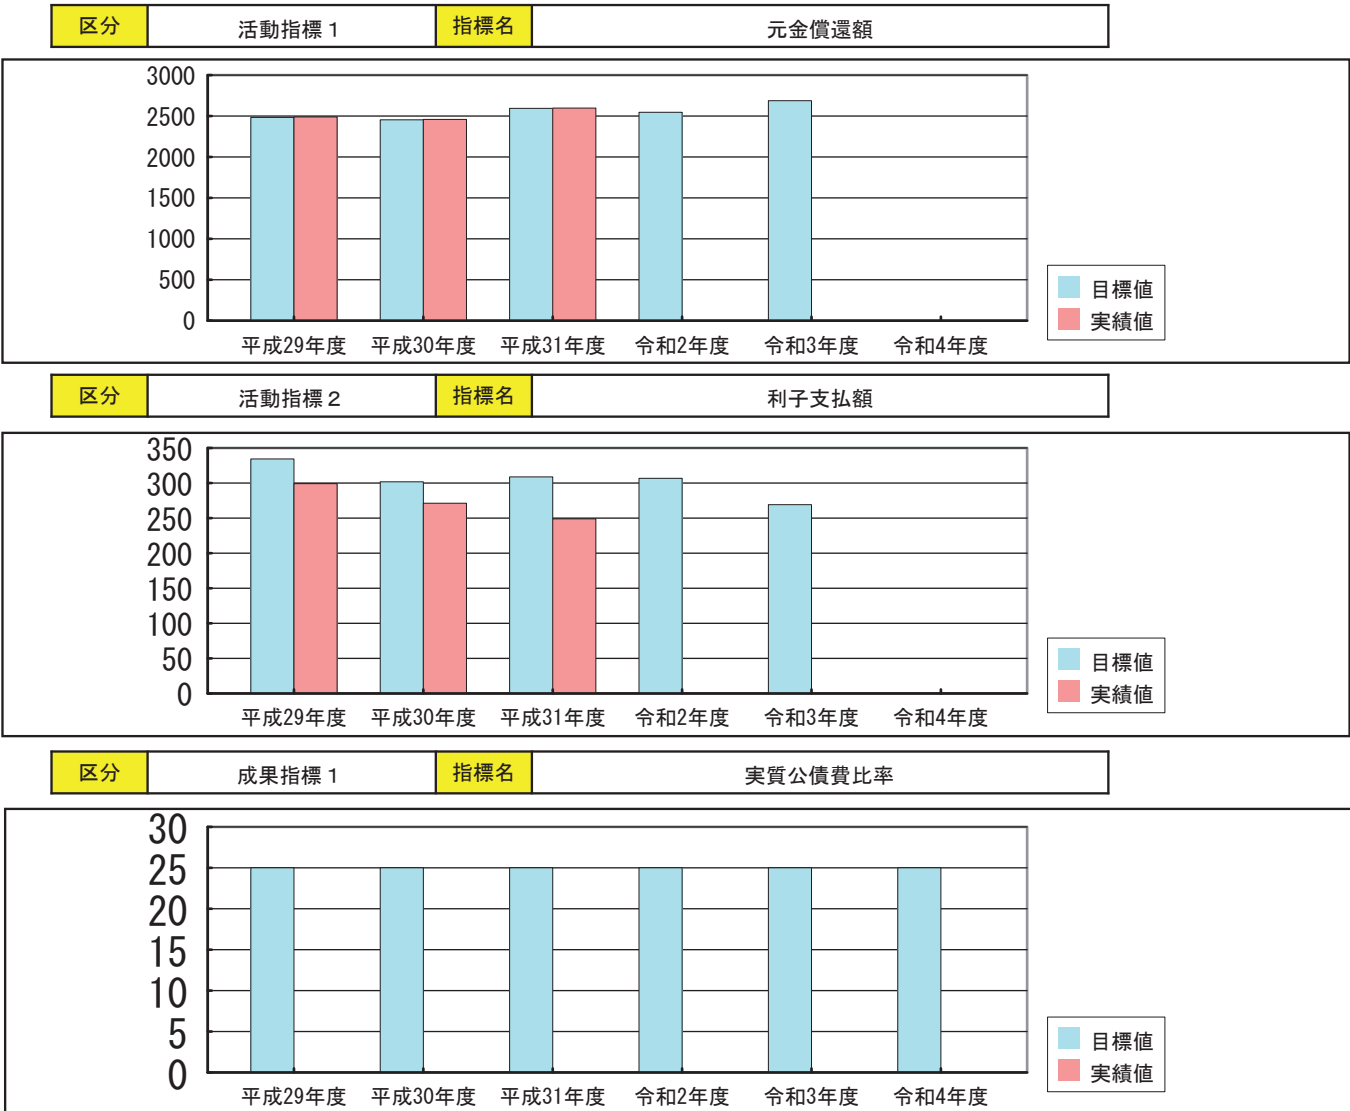 区分 活動指標１ 指標名 元金償還額
3000
2500
2000
1500
1000
500
0
平成29年度 平成30年度 平成31年度 令和2年度 令和3年度 令和4年度
目標値
実績値
区分 活動指標２ 指標名 利子支払額
350
300
250
200
150
100
50
0
平成29年度 平成30年度 平成31年度 令和2年度 令和3年度 令和4年度
目標値
実績値
区分 成果指標１ 指標名 実質公債費比率
30
25
20
15
10
5
0
平成29年度 平成30年度 平成31年度 令和2年度 令和3年度 令和4年度
目標値
実績値